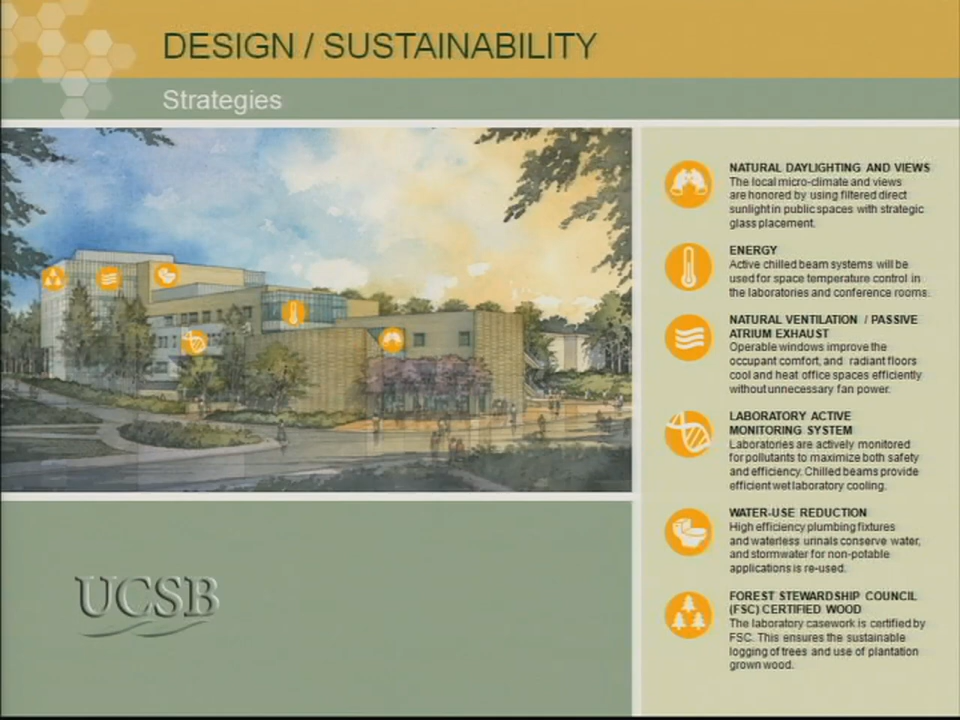 DESIGN / SUSTAINABILITY
Strategies
NATURAL DAYLIGHTING AND VIEWS
The local micro-climate and views
are honored by using filtered direct
sunlight in public spaces with strategic
glass placement.
ENERGY
Active chilled beam systems will be
used for space temperature control in
the laboratories and conference rooms.
NATURAL VENTILATION / PASSIVE
ATRIUM EXHAUST
Operable windows improve the
occupant comfort, and radiant floors
cool and heat office spaces efficiently
without unnecessary fan power.
LABORATORY ACTIVE
MONITORING SYSTEM
Laboratories are actively monitored
for pollutants to maximize both safety
and efficiency. Chilled beams provide
efficient wet laboratory cooling.
WATER-USE REDUCTION
High efficiency plumbing fixtures
and waterless urinals conserve water,
and stormwater for non-potable
applications is re-used.
FOREST STEWARDSHIP COUNCIL
(FSC) CERTIFIED WOOD
The laboratory casework is certified by
FSC. This ensures the sustainable
logging of trees and use of plantation
grown wood.
UCSB